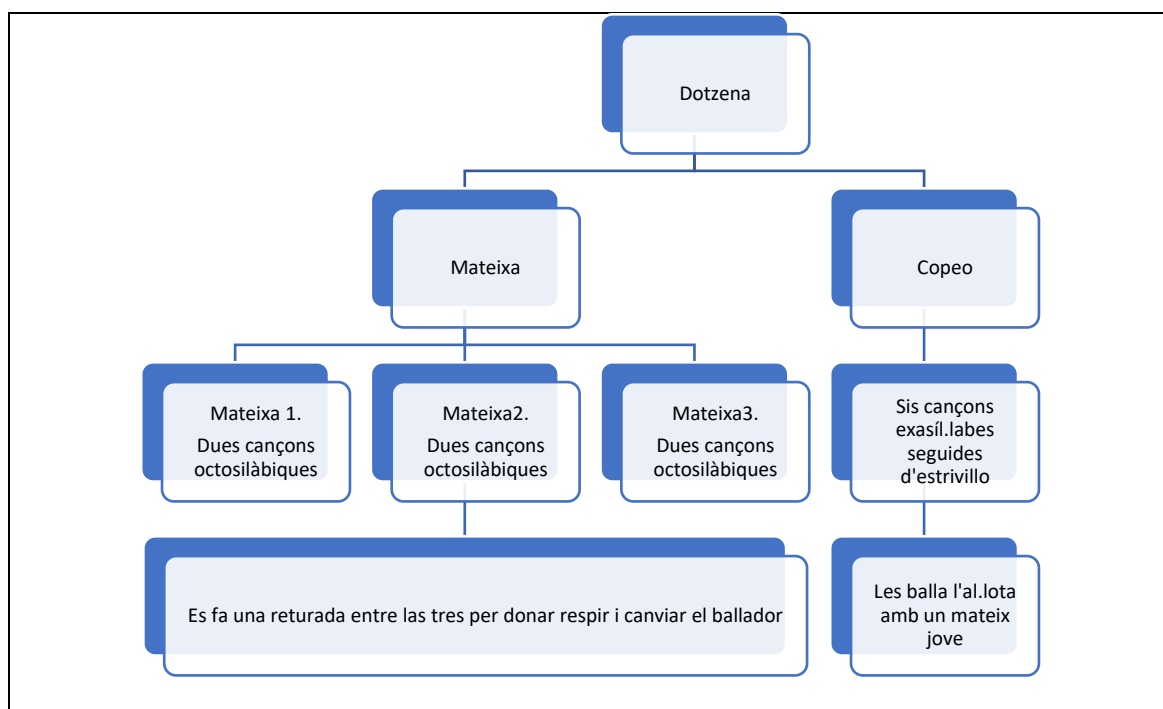 Dotzena
Mateixa
Copeo
Mateixa 1.
Dues cançons
octosilàbiques
Mateixa2.
Dues cançons
octosilàbiques
Mateixa3.
Dues cançons
octosilàbiques
Sis cançons
exasíl.labes
seguides
d'estrivillo
Es fa una returada entre las tres per donar respir i canviar el ballador
Les balla l'al.lota
amb un mateix
jove